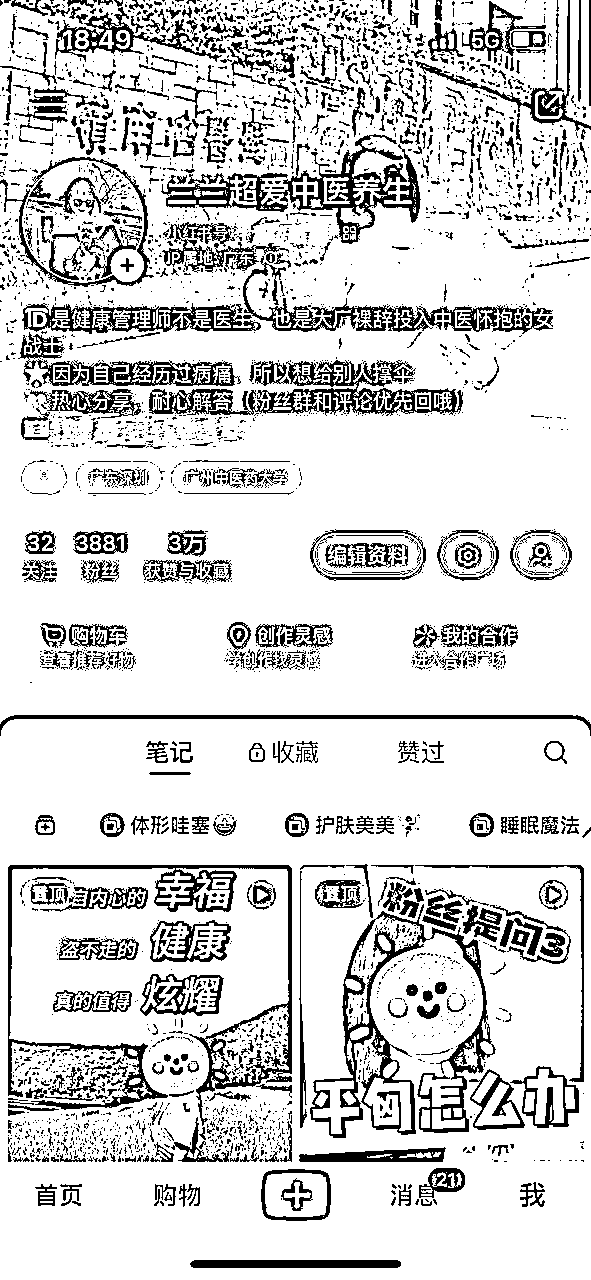 18:49
5G
兰兰超爱中医养生
小红书号:
IP属地:广东
ID是健康管理师不是医生,也是大厂裸辞投入中医怀抱的女
战士
因为自己经历过病痛,所以想给别人撑伞
热心分享,耐心解答(粉丝群和评论优先回哦)
广东深圳
广州中医药大学
32 3881 3万
关注 粉丝 获赞与收藏
编辑资料
购物车 创作灵感 我的合作
查看推荐好物 学创作找灵感 进入合作广场
笔记 收藏 赞过
体形哇塞 护肤美美 睡眠魔法
置顶
自内心的 幸福
盗不走的 健康
真的值得 炫耀
置顶
粉丝提问3
平甸怎么办
首页 购物 消息 21 我